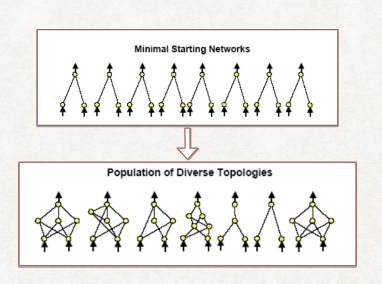 Minimal Starting Networks
Population of Diverse Topologies